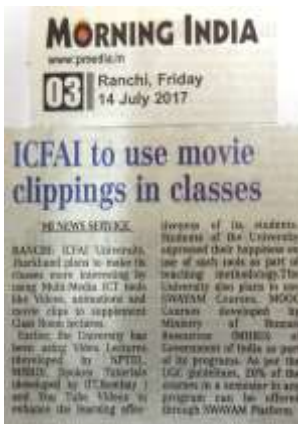 MORNING INDIA
www.pmedia.in
03
Ranchi, Friday
14 July 2017
ICFAI to use movie
clippings in classes
MI NEWS SERVICE
RANCHI: ICFAI University,
Jharkhand plans to make its
classes more interesting by
using Multi-Media ICT tools
like Videos, animations and
movie clips to supplement
Class Room lectures.
Earlier, the University has
been using Video Lectures
(developed by NPTEL,
MHRD), Spoken Tutorials
(developed by IIT,Bombay )
and You Tube Videos to
enhance the learning effec-
tiveness of its students.
Students of the University
expressed their happiness on
use of such tools as part of
teaching methodology. The
University also plans to use
SWAYAM Courses, MOOC
Courses developed by
Ministry of Human
Resources (MHRD) of
Government of India as part
of its programs. As per the
UGC guidelines, 20% of the
courses in a semester in any
program can be offered
through SWAYAM Platform.